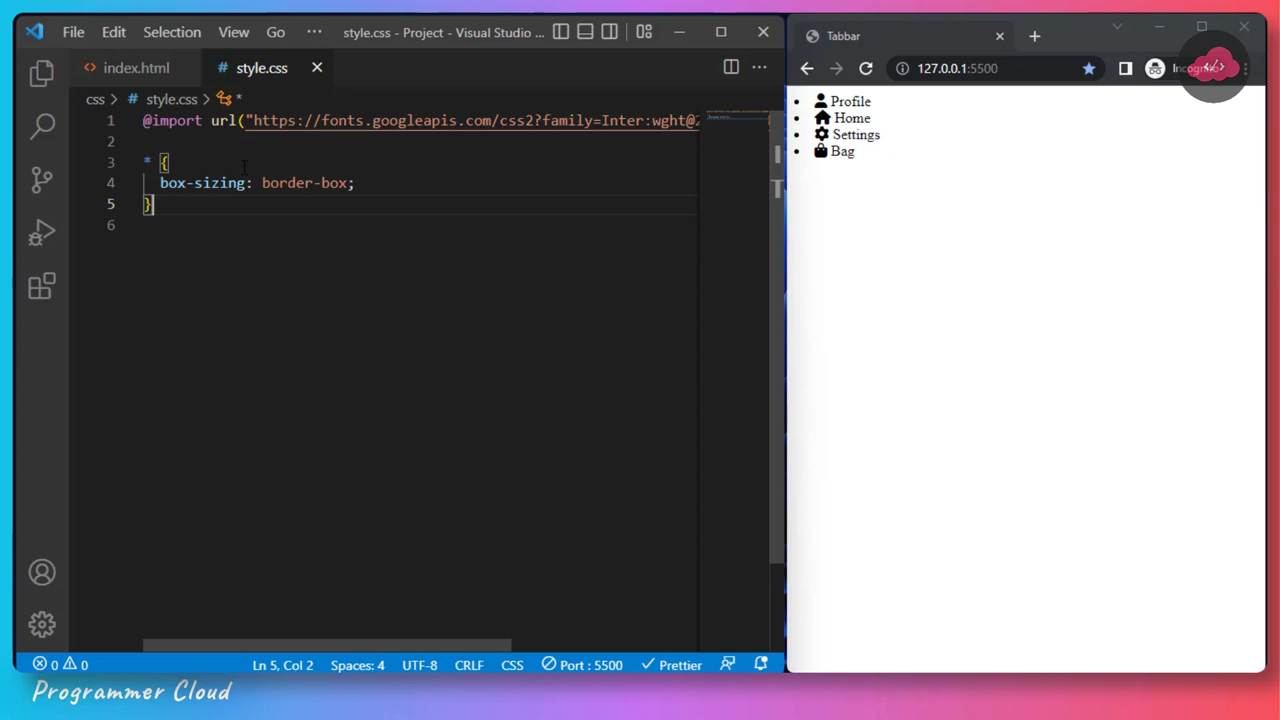 File Edit Selection View Go ··· style.css - Project - Visual Studio ...
index.html # style.css
css > # style.css > *
1 @import url("https://fonts.googleapis.com/css2?family=Inter:wght@2
2
3 * {
4 box-sizing: border-box;
5 }
6
0 0 Ln 5, Col 2 Spaces: 4 UTF-8 CRLF CSS Port : 5500 Prettier
Tabbar
127.0.0.1:5500
• Profile
• Home
• Settings
• Bag
Programmer Cloud